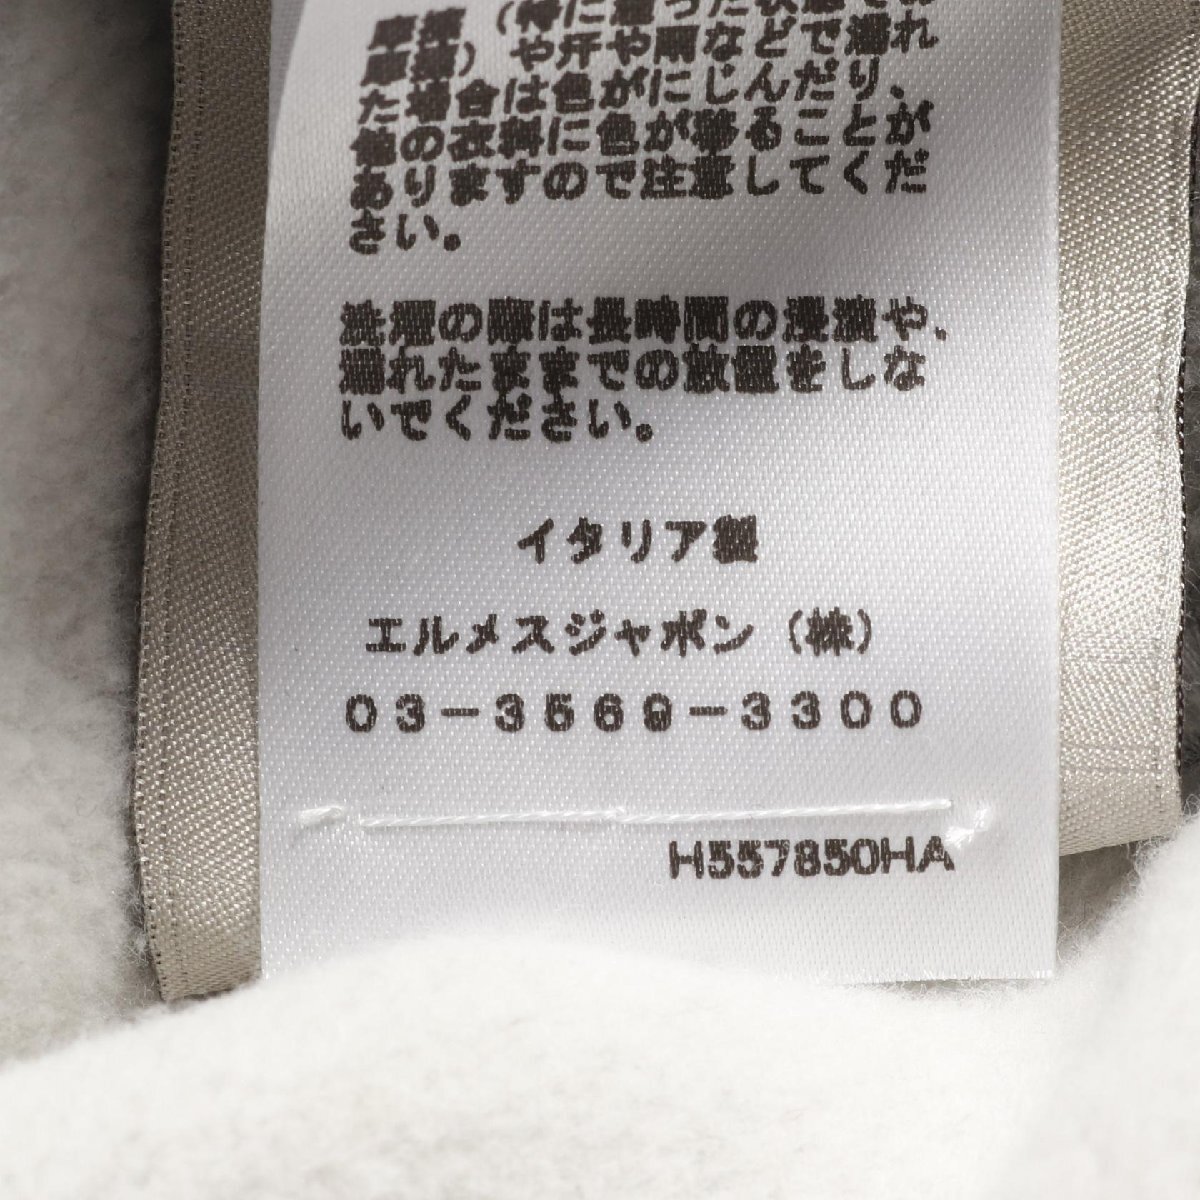 摩擦（特に湿った状態での
摩擦）や汗や雨などで濡れ
た場合は色がにじんだり、
他の衣料に色が移ることが
ありますので注意してくだ
さい。
洗濯の際は長時間の浸漬や、
濡れたままでの放置をしな
いでください。
イタリア製
エルメスジャポン（株）
03-3569-3300
H557850HA